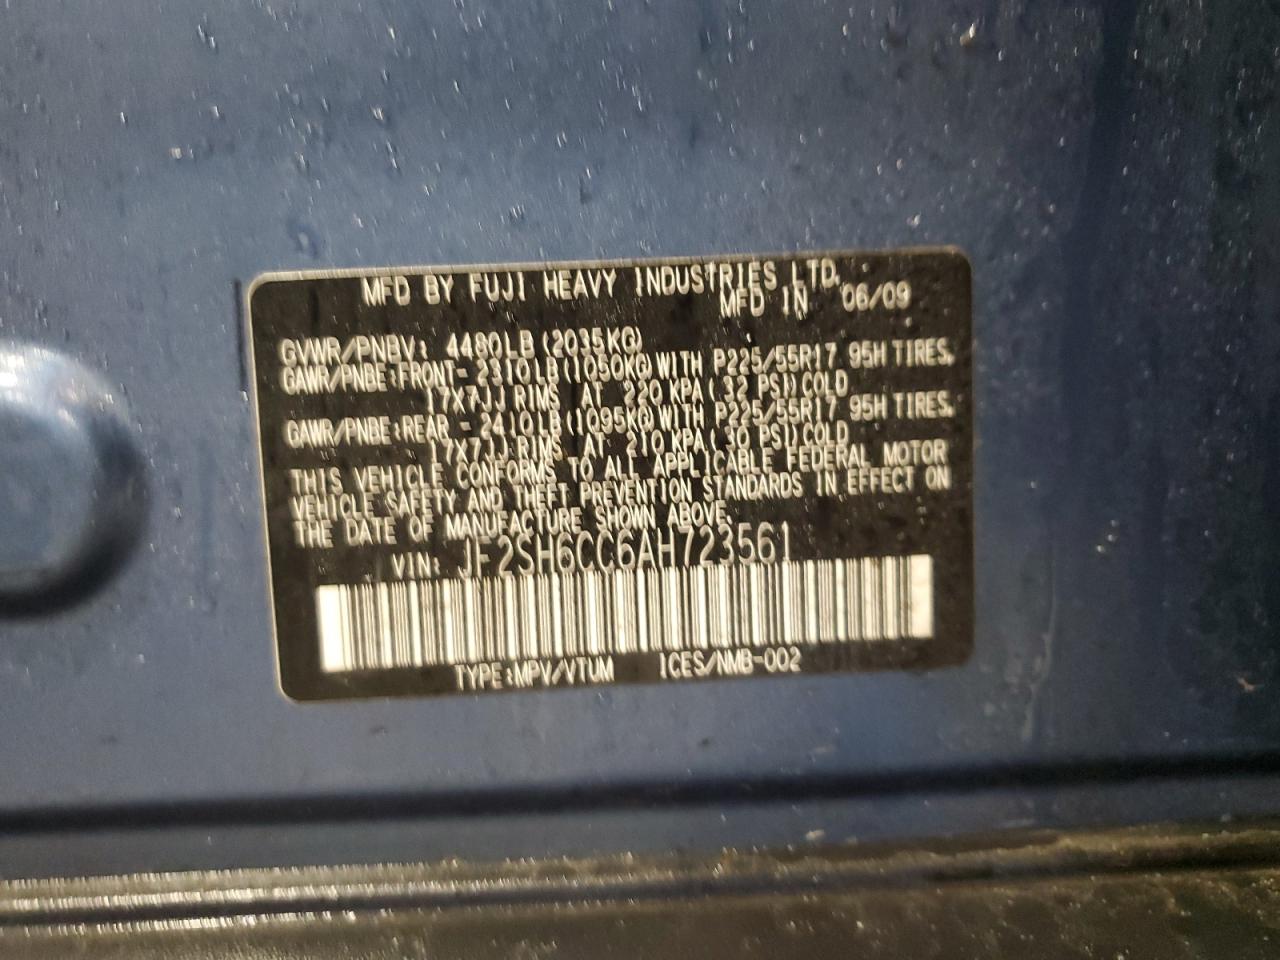 MFD BY FUJI HEAVY INDUSTRIES LTD.
MFD IN 06/09
GVWR/PNBV: 4480LB (2035KG)
GAWR/PNBE:FRONT- 2310LB(1050KG)WITH P225/55R17 95H TIRES,
17X7JJ RIMS AT 220 KPA( 32 PSI)COLD
GAWR/PNBE:REAR - 2410LB(1095KG)WITH P225/55R17 95H TIRES,
17X7JJ RIMS AT 210 KPA( 30 PSI)COLD
THIS VEHICLE CONFORMS TO ALL APPLICABLE FEDERAL MOTOR
VEHICLE SAFETY AND THEFT PREVENTION STANDARDS IN EFFECT ON
THE DATE OF MANUFACTURE SHOWN ABOVE.
VIN: JF2SH6CC6AH723561
TYPE:MPV/VTUM ICES/NMB-002